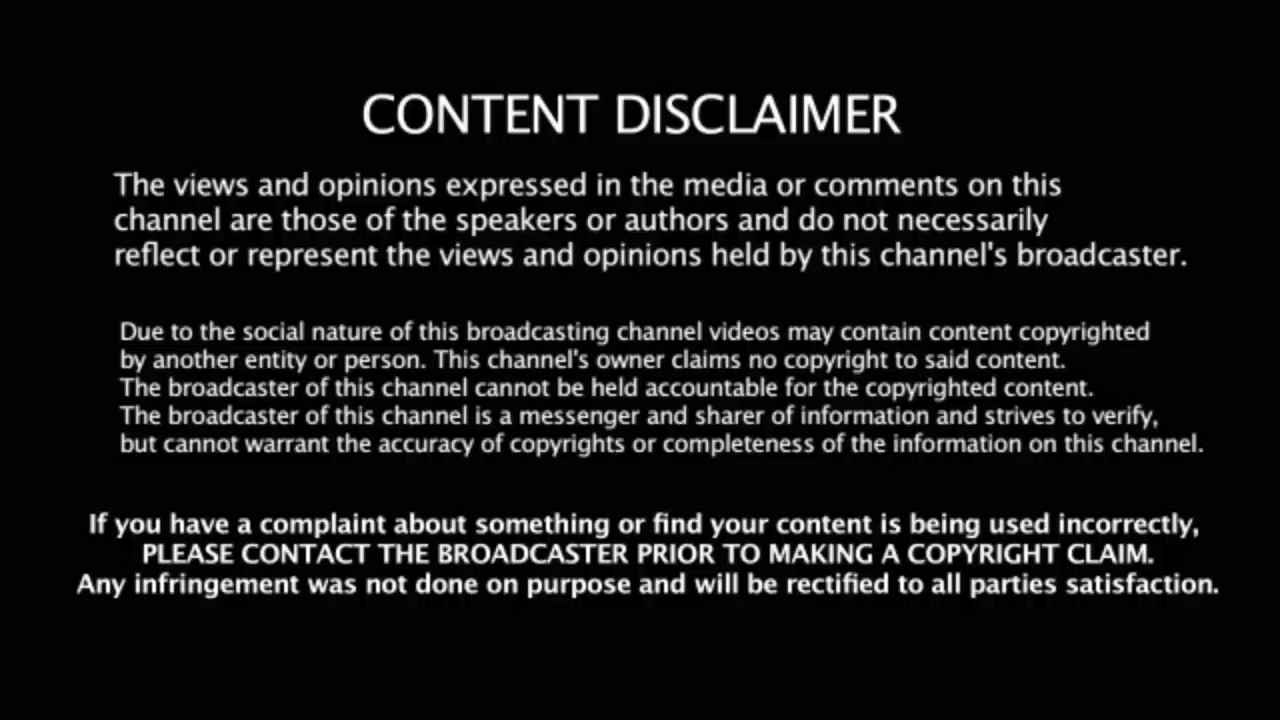 CONTENT DISCLAIMER
The views and opinions expressed in the media or comments on this
channel are those of the speakers or authors and do not necessarily
reflect or represent the views and opinions held by this channel's broadcaster.
Due to the social nature of this broadcasting channel videos may contain content copyrighted
by another entity or person. This channel's owner claims no copyright to said content.
The broadcaster of this channel cannot be held accountable for the copyrighted content.
The broadcaster of this channel is a messenger and sharer of information and strives to verify,
but cannot warrant the accuracy of copyrights or completeness of the information on this channel.
If you have a complaint about something or find your content is being used incorrectly,
PLEASE CONTACT THE BROADCASTER PRIOR TO MAKING A COPYRIGHT CLAIM.
Any infringement was not done on purpose and will be rectified to all parties satisfaction.